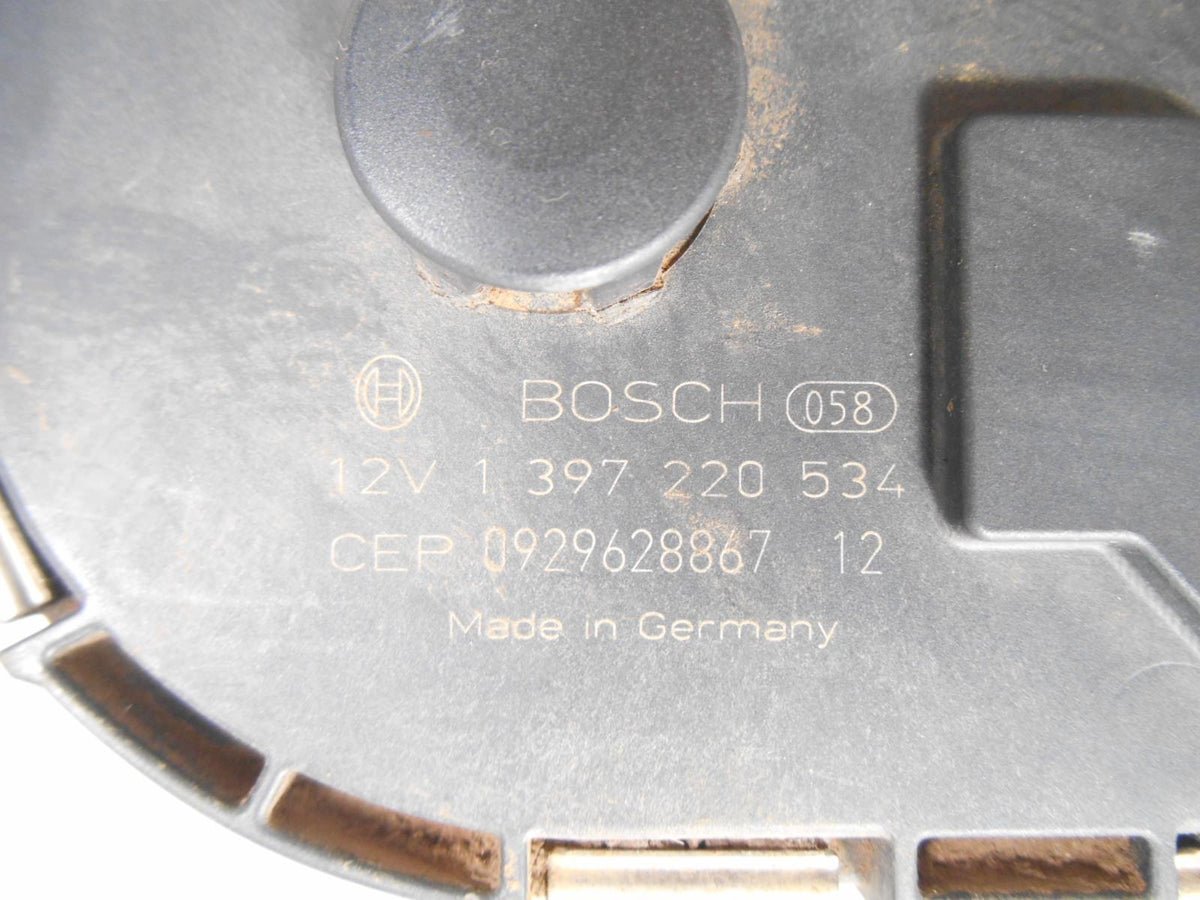 BOSCH 058
12V 1 397 220 534
CEP 0929628867 12
Made in Germany